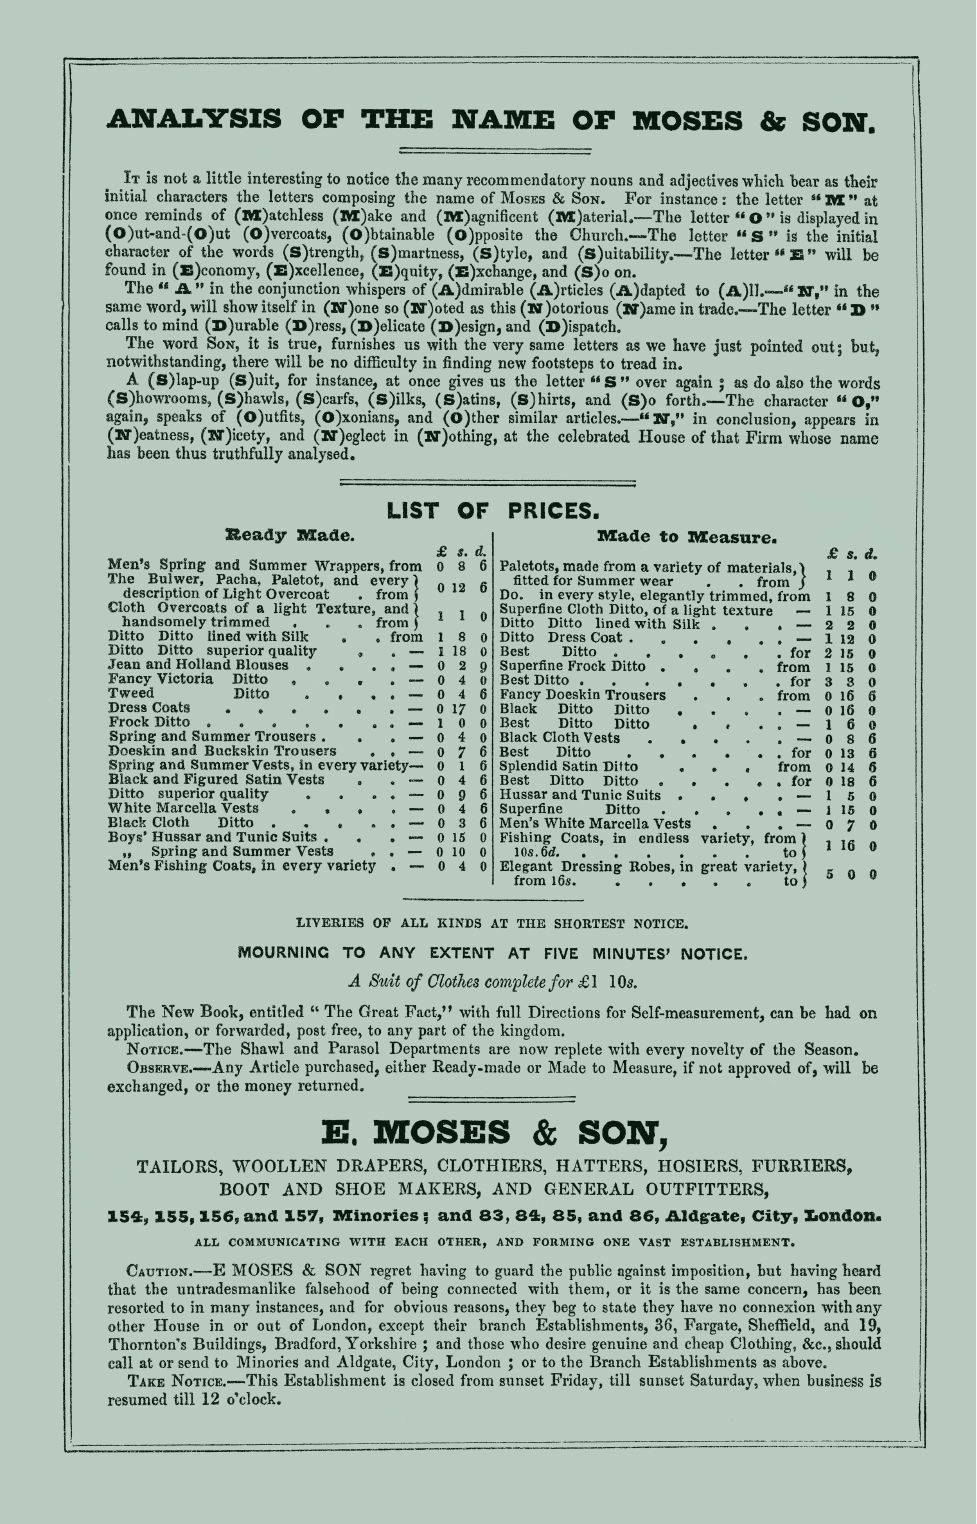 ANALYSIS OF THE NAME OF MOSES & SON.
It is not a little interesting to notice the many recommendatory nouns and adjectives which bear as their
initial characters the letters composing the name of Moses & Son. For instance: the letter “M” at
once reminds of (M)atchless (M)ake and (M)agnificent (M)aterial.—The letter “O” is displayed in
(O)ut-and-(O)ut (O)vercoats, (O)btainable (O)pposite the Church.—The letter “S” is the initial
character of the words (S)trength, (S)martness, (S)tyle, and (S)uitability.—The letter “E” will be
found in (E)conomy, (E)xcellence, (E)quity, (E)xchange, and (S)o on.
The “A” in the conjunction whispers of (A)dmirable (A)rticles (A)dapted to (A)ll.—“N,” in the
same word, will show itself in (N)one so (N)oted as this (N)otorious (N)ame in trade.—The letter “D”
calls to mind (D)urable (D)ress, (D)elicate (D)esign, and (D)ispatch.
The word Son, it is true, furnishes us with the very same letters as we have just pointed out; but,
notwithstanding, there will be no difficulty in finding new footsteps to tread in.
A (S)lap-up (S)uit, for instance, at once gives us the letter “S” over again; as do also the words
(S)howrooms, (S)hawls, (S)carfs, (S)ilks, (S)atins, (S)hirts, and (S)o forth.—The character “O,”
again, speaks of (O)utfits, (O)xonians, and (O)ther similar articles.—“N,” in conclusion, appears in
(N)eatness, (N)icety, and (N)eglect in (N)othing, at the celebrated House of that Firm whose name
has been thus truthfully analysed.
LIST OF PRICES.
Ready Made.
£ s. d.
Men's Spring and Summer Wrappers, from 0 8 6
The Bulwer, Pacha, Paletot, and every
description of Light Overcoat . from } 0 12 6
Cloth Overcoats of a light Texture, and
handsomely trimmed . . . from } 1 1 0
Ditto Ditto lined with Silk . . from 1 8 0
Ditto Ditto superior quality . . — 1 18 0
Jean and Holland Blouses . . . . — 0 2 9
Fancy Victoria Ditto . . . . — 0 4 0
Tweed Ditto . . . . — 0 4 6
Dress Coats . . . . . . — 0 17 0
Frock Ditto . . . . . . . — 1 0 0
Spring and Summer Trousers . . . — 0 4 0
Doeskin and Buckskin Trousers . . — 0 7 6
Spring and Summer Vests, in every variety— 0 1 6
Black and Figured Satin Vests . . — 0 4 6
Ditto superior quality . . . . — 0 9 6
White Marcella Vests . . . . — 0 4 6
Black Cloth Ditto . . . . . — 0 3 6
Boys' Hussar and Tunic Suits . . . — 0 15 0
„ Spring and Summer Vests . . — 0 10 0
Men's Fishing Coats, in every variety . — 0 4 0
Made to Measure.
£ s. d.
Paletots, made from a variety of materials,
fitted for Summer wear . . from } 1 1 0
Do. in every style, elegantly trimmed, from 1 8 0
Superfine Cloth Ditto, of a light texture — 1 15 0
Ditto Ditto lined with Silk . . . — 2 2 0
Ditto Dress Coat . . . . . . — 1 12 0
Best Ditto . . . . . . for 2 15 0
Superfine Frock Ditto . . . . from 1 15 0
Best Ditto . . . . . . . for 3 3 0
Fancy Doeskin Trousers . . . from 0 16 6
Black Ditto Ditto . . . . — 0 16 0
Best Ditto Ditto . . . . — 1 6 0
Black Cloth Vests . . . . . — 0 8 6
Best Ditto . . . . . . for 0 13 6
Splendid Satin Ditto . . . from 0 14 6
Best Ditto Ditto . . . . for 0 18 6
Hussar and Tunic Suits . . . . — 1 5 0
Superfine Ditto . . . . . — 1 15 0
Men's White Marcella Vests . . . — 0 7 0
Fishing Coats, in endless variety, from
10s. 6d. . . . . . . . to } 1 16 0
Elegant Dressing Robes, in great variety,
from 16s. . . . . . to } 5 0 0
LIVERIES OF ALL KINDS AT THE SHORTEST NOTICE.
MOURNING TO ANY EXTENT AT FIVE MINUTES' NOTICE.
A Suit of Clothes complete for £1 10s.
The New Book, entitled “The Great Fact,” with full Directions for Self-measurement, can be had on
application, or forwarded, post free, to any part of the kingdom.
Notice.—The Shawl and Parasol Departments are now replete with every novelty of the Season.
Observe.—Any Article purchased, either Ready-made or Made to Measure, if not approved of, will be
exchanged, or the money returned.
E. MOSES & SON,
TAILORS, WOOLLEN DRAPERS, CLOTHIERS, HATTERS, HOSIERS, FURRIERS,
BOOT AND SHOE MAKERS, AND GENERAL OUTFITTERS,
154, 155, 156, and 157, Minories; and 83, 84, 85, and 86, Aldgate, City, London.
ALL COMMUNICATING WITH EACH OTHER, AND FORMING ONE VAST ESTABLISHMENT.
Caution.—E MOSES & SON regret having to guard the public against imposition, but having heard
that the untradesmanlike falsehood of being connected with them, or it is the same concern, has been
resorted to in many instances, and for obvious reasons, they beg to state they have no connexion with any
other House in or out of London, except their branch Establishments, 36, Fargate, Sheffield, and 19,
Thornton's Buildings, Bradford, Yorkshire; and those who desire genuine and cheap Clothing, &c., should
call at or send to Minories and Aldgate, City, London; or to the Branch Establishments as above.
Take Notice.—This Establishment is closed from sunset Friday, till sunset Saturday, when business is
resumed till 12 o'clock.